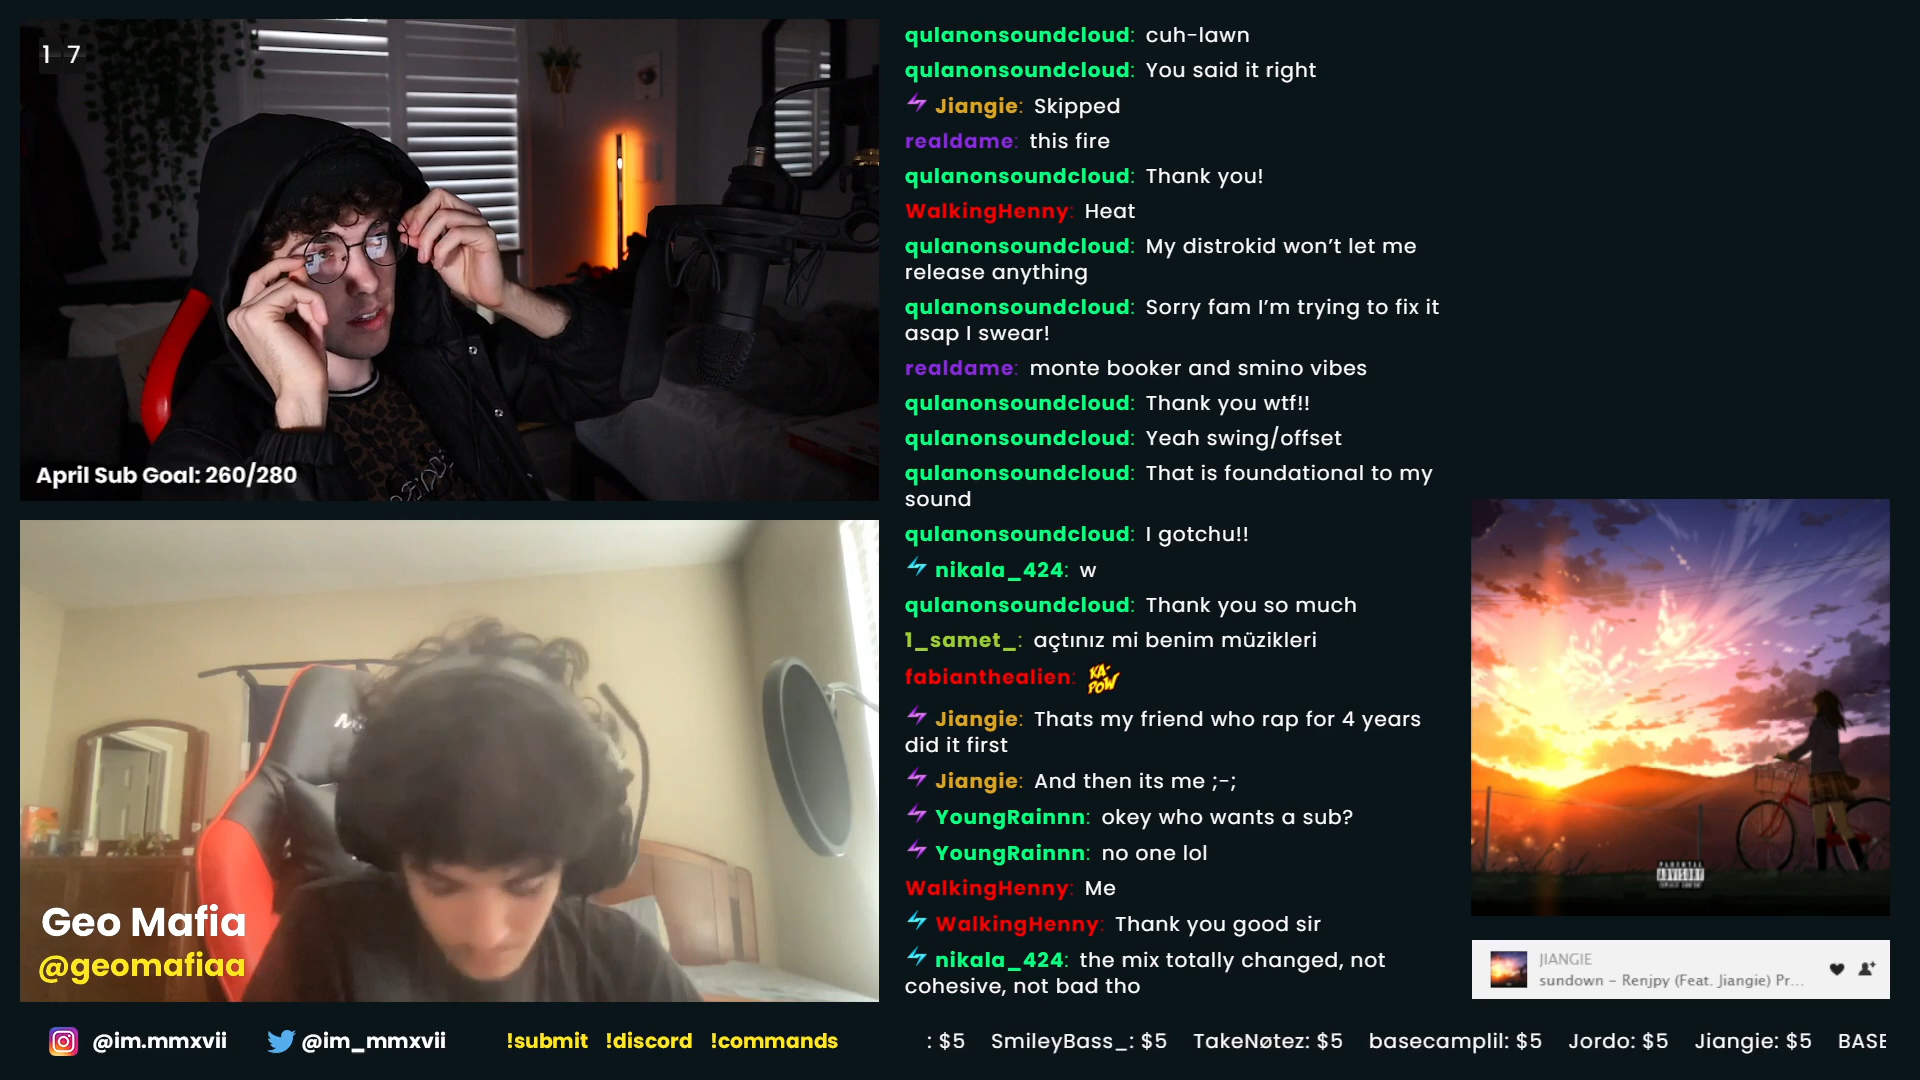 1 7
April Sub Goal: 260/280
Geo Mafia
@geomafiaa
qulanonsoundcloud: cuh-lawn
qulanonsoundcloud: You said it right
Jiangie: Skipped
realdame: this fire
qulanonsoundcloud: Thank you!
WalkingHenny: Heat
qulanonsoundcloud: My distrokid won’t let me
release anything
qulanonsoundcloud: Sorry fam I’m trying to fix it
asap I swear!
realdame: monte booker and smino vibes
qulanonsoundcloud: Thank you wtf!!
qulanonsoundcloud: Yeah swing/offset
qulanonsoundcloud: That is foundational to my
sound
qulanonsoundcloud: I gotchu!!
nikala_424: w
qulanonsoundcloud: Thank you so much
1_samet_: açtınız mi benim müzikleri
fabianthealien: KA-
POW
Jiangie: Thats my friend who rap for 4 years
did it first
Jiangie: And then its me ;-;
YoungRainnn: okey who wants a sub?
YoungRainnn: no one lol
WalkingHenny: Me
WalkingHenny: Thank you good sir
nikala_424: the mix totally changed, not
cohesive, not bad tho
PARENTAL
ADVISORY
JIANGIE
sundown - Renjpy (Feat. Jiangie) Pr...
@im.mmxvii @im_mmxvii !submit !discord !commands
: $5 SmileyBass_: $5 TakeNøtez: $5 basecamplil: $5 Jordo: $5 Jiangie: $5 BASE